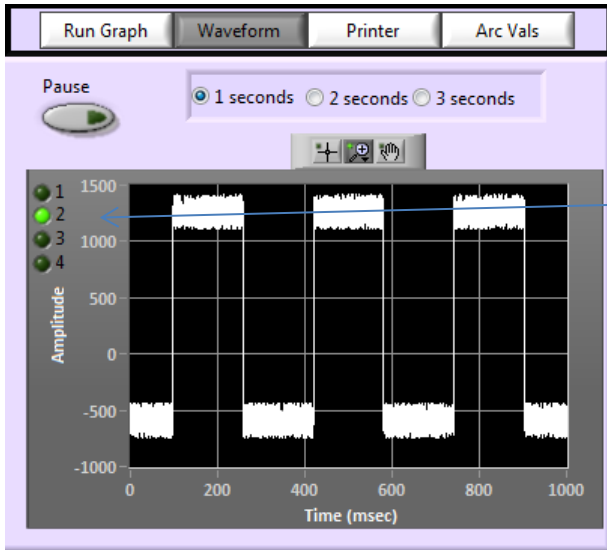 Run Graph Waveform Printer Arc Vals
Pause
1 seconds 2 seconds 3 seconds
1
2
3
4
1500
1000
500
0
-500
-1000
Amplitude
0 200 400 600 800 1000
Time (msec)